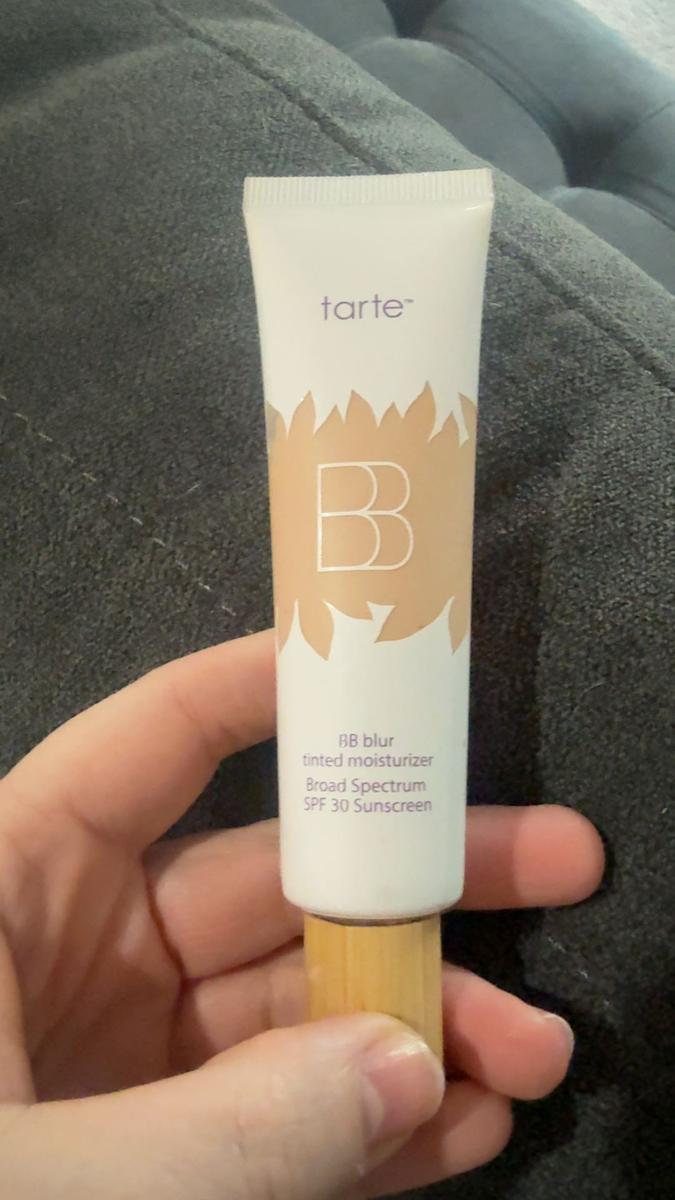 tarte™
BB
BB blur
tinted moisturizer
Broad Spectrum
SPF 30 Sunscreen